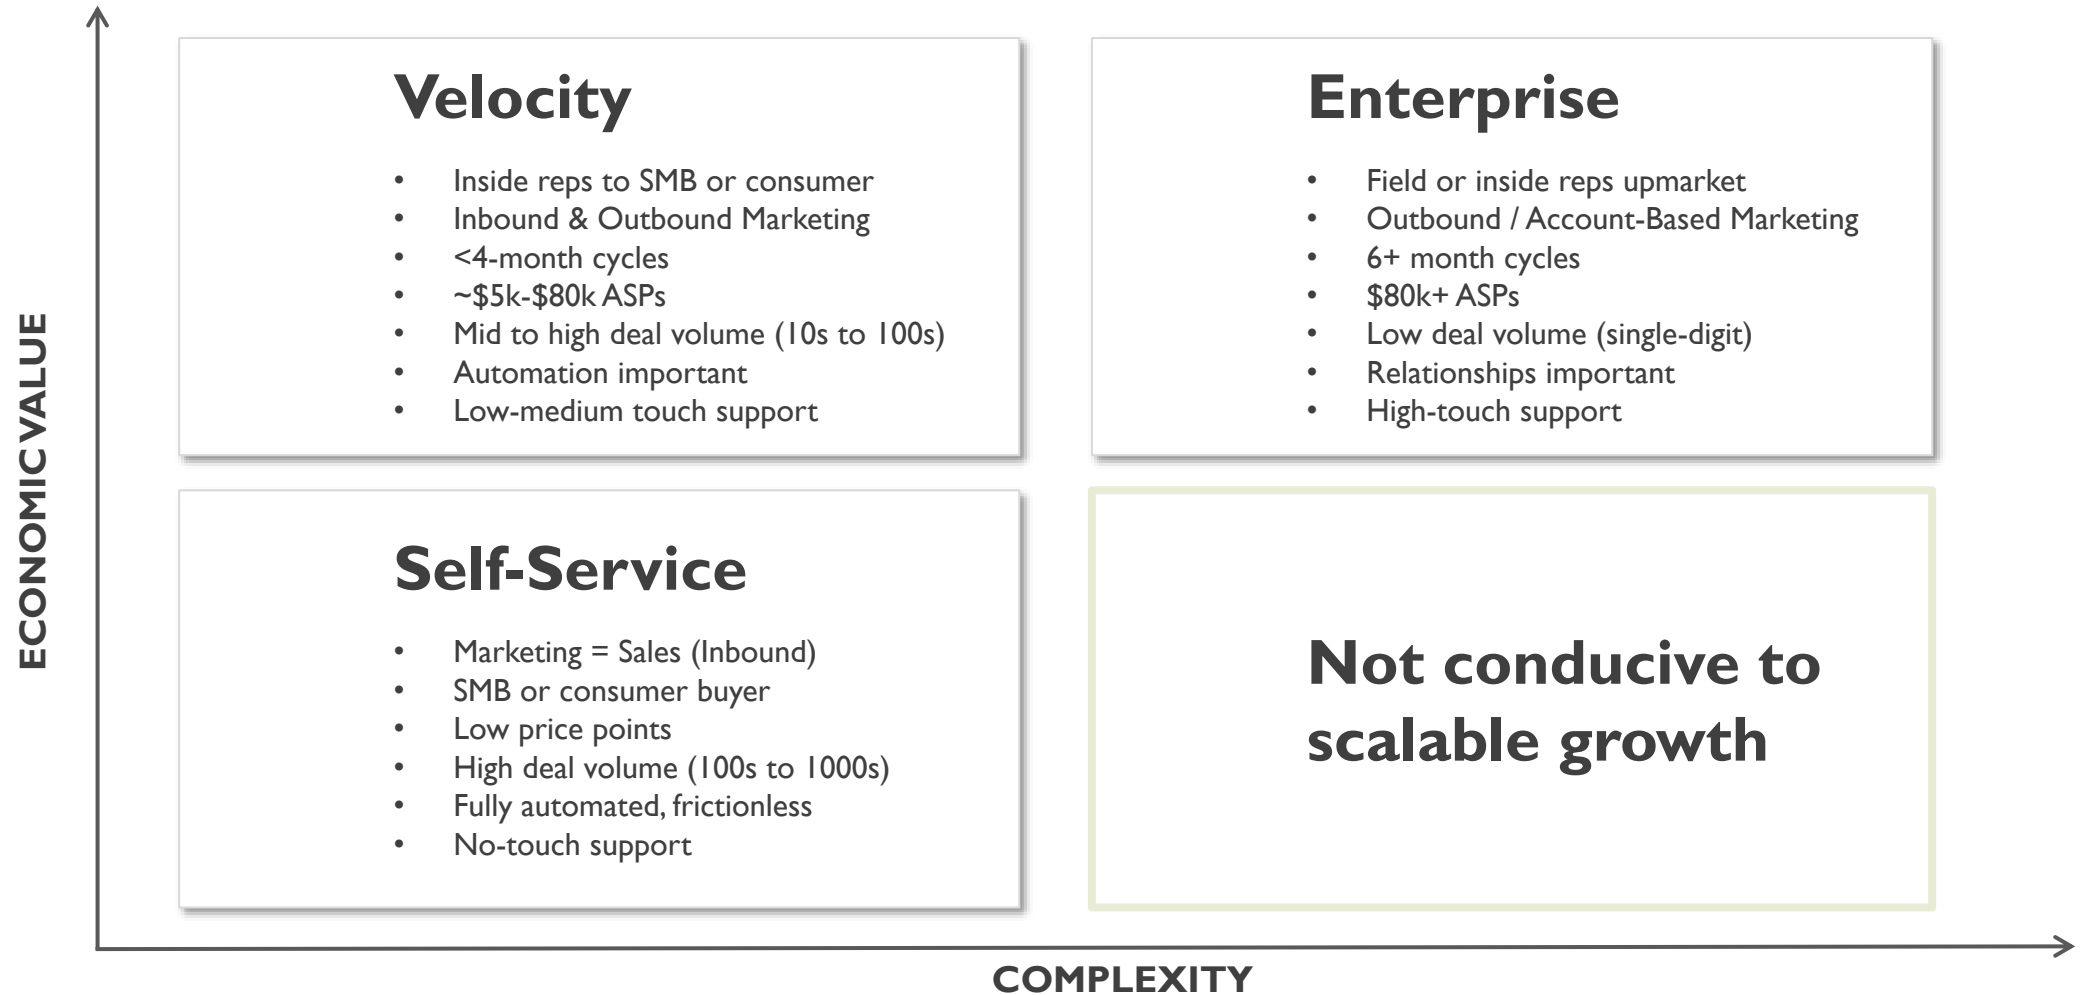 ECONOMIC VALUE
Velocity
• Inside reps to SMB or consumer
• Inbound & Outbound Marketing
• <4-month cycles
• ~$5k-$80k ASPs
• Mid to high deal volume (10s to 100s)
• Automation important
• Low-medium touch support
Enterprise
• Field or inside reps upmarket
• Outbound / Account-Based Marketing
• 6+ month cycles
• $80k+ ASPs
• Low deal volume (single-digit)
• Relationships important
• High-touch support
Self-Service
• Marketing = Sales (Inbound)
• SMB or consumer buyer
• Low price points
• High deal volume (100s to 1000s)
• Fully automated, frictionless
• No-touch support
Not conducive to
scalable growth
COMPLEXITY